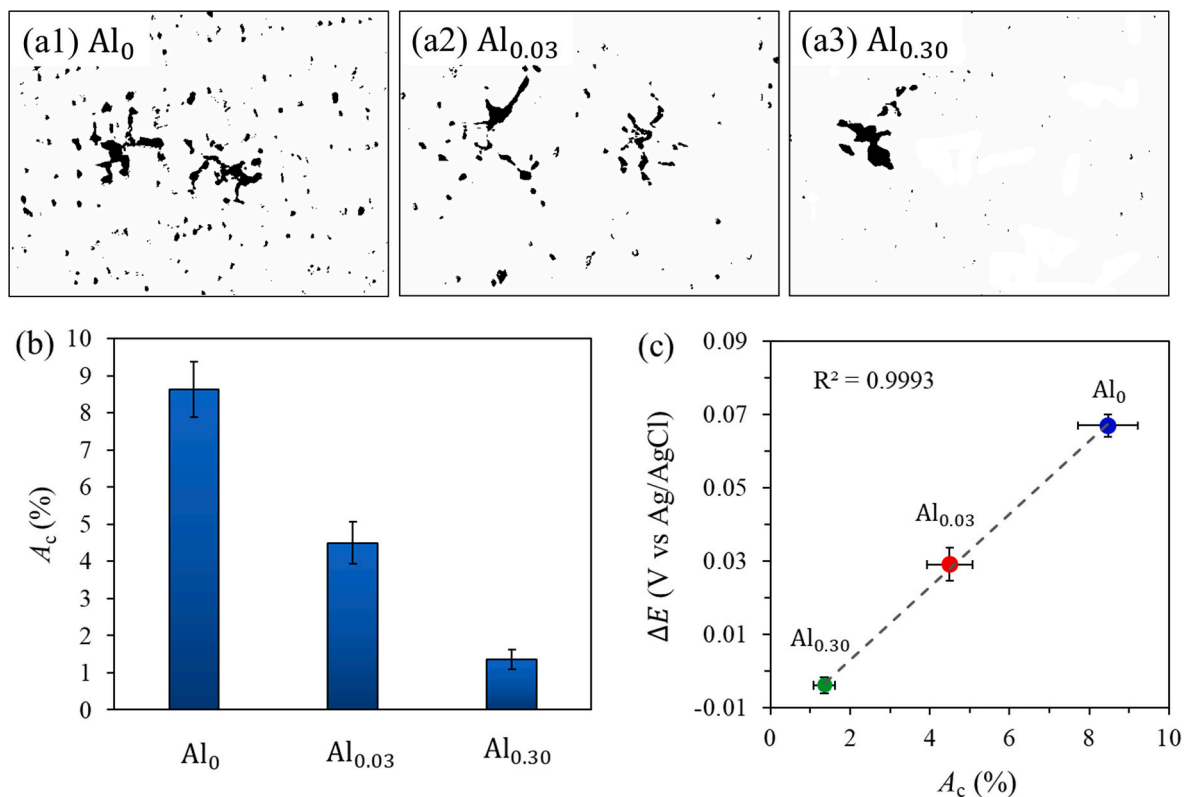 (a1) Al₀
(a2) Al₀.₀₃
(a3) Al₀.₃₀
(b)
10
9
8
7
6
5
4
3
2
1
0
A_c (%)
Al₀
Al₀.₀₃
Al₀.₃₀
(c)
0.09
0.07
0.05
0.03
0.01
-0.01
ΔE (V vs Ag/AgCl)
R² = 0.9993
Al₀
Al₀.₀₃
Al₀.₃₀
0 2 4 6 8 10
A_c (%)